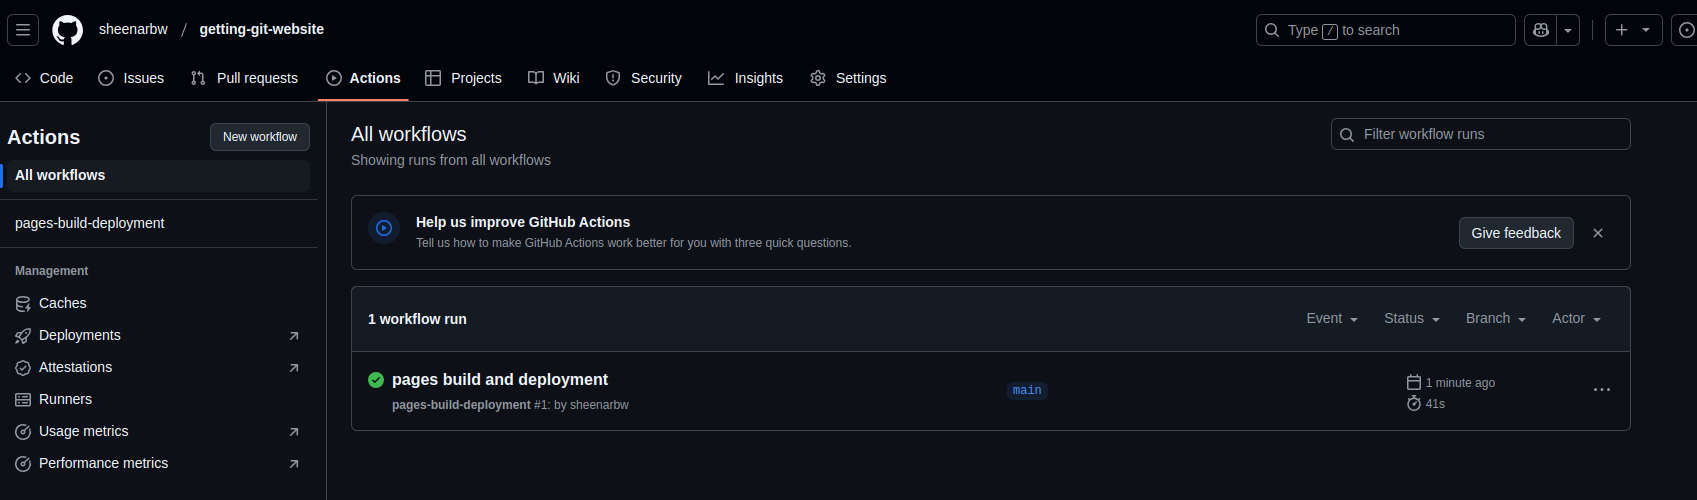 sheenarbw / getting-git-website
Type / to search
Code Issues Pull requests Actions Projects Wiki Security Insights Settings
Actions
New workflow
All workflows
pages-build-deployment
Management
Caches
Deployments
Attestations
Runners
Usage metrics
Performance metrics
All workflows
Showing runs from all workflows
Filter workflow runs
Help us improve GitHub Actions
Tell us how to make GitHub Actions work better for you with three quick questions.
Give feedback
1 workflow run
Event Status Branch Actor
pages build and deployment
pages-build-deployment #1: by sheenarbw
main
1 minute ago
41s